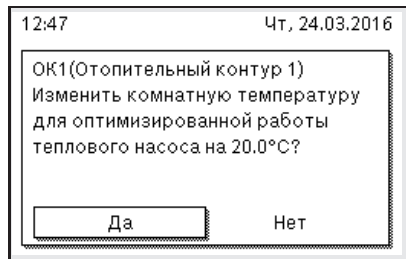 12:47 Чт, 24.03.2016
ОК1(Отопительный контур 1)
Изменить комнатную температуру
для оптимизированной работы
теплового насоса на 20.0°C?
Да Нет